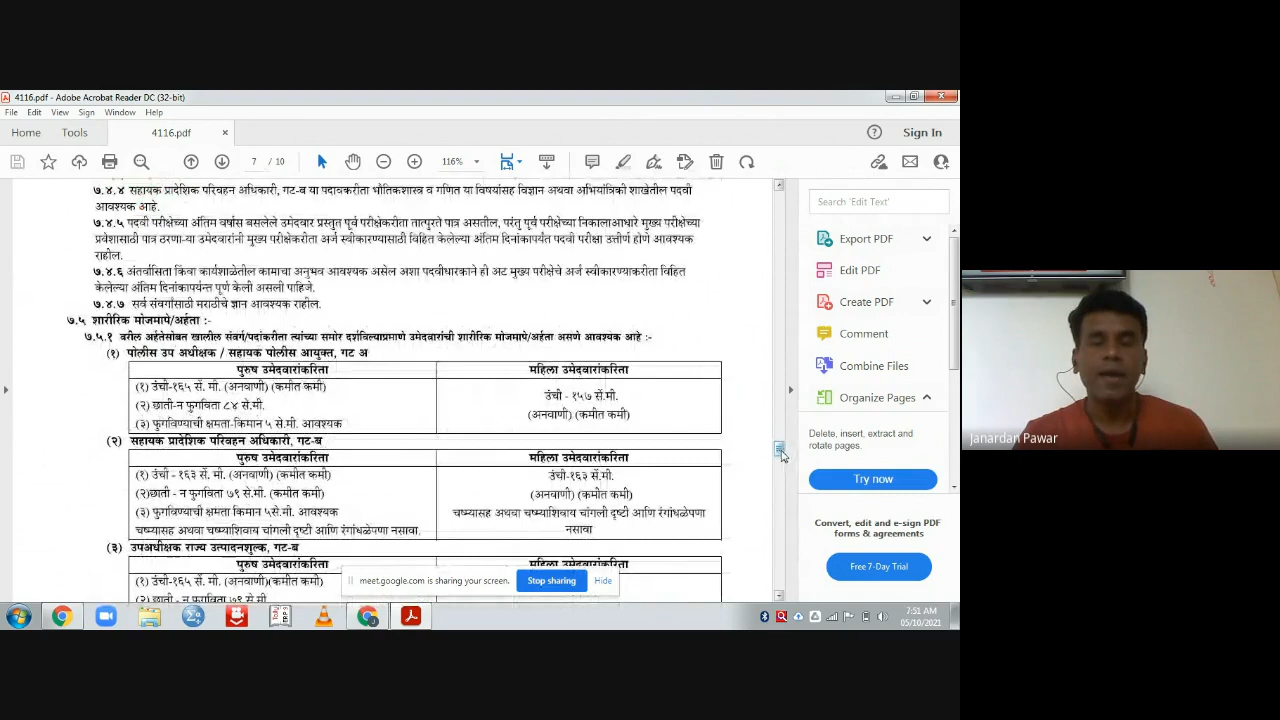 4116.pdf - Adobe Acrobat Reader DC (32-bit)
File Edit View Sign Window Help
Home Tools 4116.pdf × Sign In
7 / 10 116%
७.४.४ सहायक प्रादेशिक परिवहन अधिकारी, गट-ब या पदाकरीता भौतिकशास्त्र व गणित या विषयांसह विज्ञान अथवा अभियांत्रिकी शाखेतील पदवी
आवश्यक आहे.
७.४.५ पदवी परीक्षेच्या अंतिम वर्षास बसलेले उमेदवार प्रस्तुत पूर्व परीक्षेकरीता तात्पुरते पात्र असतील, परंतु पूर्व परीक्षेच्या निकालाआधारे मुख्य परीक्षेच्या
प्रवेशासाठी पात्र ठरणा-या उमेदवारांनी मुख्य परीक्षेकरीता अर्ज स्वीकारण्यासाठी विहित केलेल्या अंतिम दिनांकापर्यंत पदवी परीक्षा उत्तीर्ण होणे आवश्यक
राहील.
७.४.६ अंतर्वासिता किंवा कार्यशाळेतील कामाचा अनुभव आवश्यक असेल अशा पदवीधारकाने ही अट मुख्य परीक्षेचे अर्ज स्वीकारण्याकरीता विहित
केलेल्या अंतिम दिनांकापर्यन्त पूर्ण केली असली पाहिजे.
७.४.७ सर्व संवर्गांसाठी मराठीचे ज्ञान आवश्यक राहील.
७.५ शारीरिक मोजमापे/अर्हता :-
७.५.१ वरील अर्हतेसोबत खालील संवर्ग/पदांकरीता त्यांच्या समोर दर्शविल्याप्रमाणे उमेदवारांची शारीरिक मोजमापे/अर्हता असणे आवश्यक आहे :-
(१) पोलीस उप अधीक्षक / सहायक पोलीस आयुक्त, गट अ
पुरुष उमेदवारांकरिता महिला उमेदवारांकरिता
(१) उंची-१६५ सें. मी. (अनवाणी) (कमीत कमी)
(२) छाती-न फुगविता ८४ से.मी.
(३) फुगविण्याची क्षमता-किमान ५ से.मी. आवश्यक
उंची - १५७ सें.मी.
(अनवाणी) (कमीत कमी)
(२) सहायक प्रादेशिक परिवहन अधिकारी, गट-ब
पुरुष उमेदवारांकरिता महिला उमेदवारांकरिता
(१) उंची - १६३ सें. मी. (अनवाणी) (कमीत कमी)
(२)छाती - न फुगविता ७९ से.मी. (कमीत कमी)
(३) फुगविण्याची क्षमता किमान ५से.मी. आवश्यक
चष्म्यासह अथवा चष्म्याशिवाय चांगली दृष्टी आणि रंगांधळेपणा नसावा.
उंची-१६३ सें.मी.
(अनवाणी) (कमीत कमी)
चष्म्यासह अथवा चष्म्याशिवाय चांगली दृष्टी आणि रंगांधळेपणा
नसावा
(३) उपअधीक्षक राज्य उत्पादनशुल्क, गट-ब
पुरुष उमेदवारांकरिता महिला उमेदवारांकरिता
(१) उंची-१६५ सें. मी. (अनवाणी)(कमीत कमी)
(२) छाती - न फुगविता ७९ से.मी
meet.google.com is sharing your screen. Stop sharing Hide
Search 'Edit Text'
Export PDF
Edit PDF
Create PDF
Comment
Combine Files
Organize Pages
Delete, insert, extract and
rotate pages.
Try now
Convert, edit and e-sign PDF
forms & agreements
Free 7-Day Trial
7:51 AM
05/10/2021
Janardan Pawar